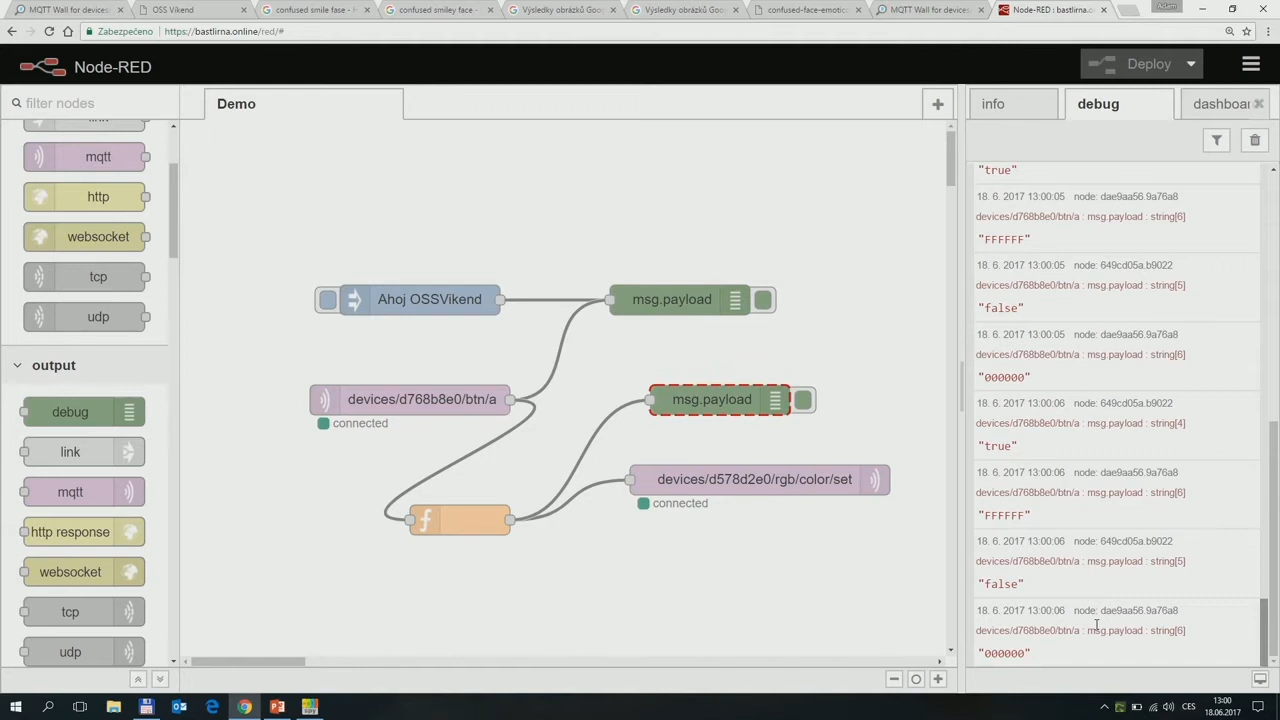 MQTT Wall for devices.
OSS Víkend
confused smile fase - H
confused smiley face -
Výsledky obrázků Goog
Výsledky obrázků Goog
confused-face-emotico
MQTT Wall for devices.
Node-RED : bastlirna.o
Adam
Zabezpečeno
https://bastlirna.online/red/#
Node-RED
Deploy
filter nodes
Demo
info
debug
dashboar
link
mqtt
http
websocket
tcp
udp
output
debug
link
mqtt
http response
websocket
tcp
udp
Ahoj OSSVikend
msg.payload
devices/d768b8e0/btn/a
connected
msg.payload
devices/d578d2e0/rgb/color/set
connected
f
"true"
18. 6. 2017 13:00:05 node: dae9aa56.9a76a8
devices/d768b8e0/btn/a : msg.payload : string[6]
"FFFFFF"
18. 6. 2017 13:00:05 node: 649cd05a.b9022
devices/d768b8e0/btn/a : msg.payload : string[5]
"false"
18. 6. 2017 13:00:05 node: dae9aa56.9a76a8
devices/d768b8e0/btn/a : msg.payload : string[6]
"000000"
18. 6. 2017 13:00:06 node: 649cd05a.b9022
devices/d768b8e0/btn/a : msg.payload : string[4]
"true"
18. 6. 2017 13:00:06 node: dae9aa56.9a76a8
devices/d768b8e0/btn/a : msg.payload : string[6]
"FFFFFF"
18. 6. 2017 13:00:06 node: 649cd05a.b9022
devices/d768b8e0/btn/a : msg.payload : string[5]
"false"
18. 6. 2017 13:00:06 node: dae9aa56.9a76a8
devices/d768b8e0/btn/a : msg.payload : string[6]
"000000"
CES
13:00
18.06.2017